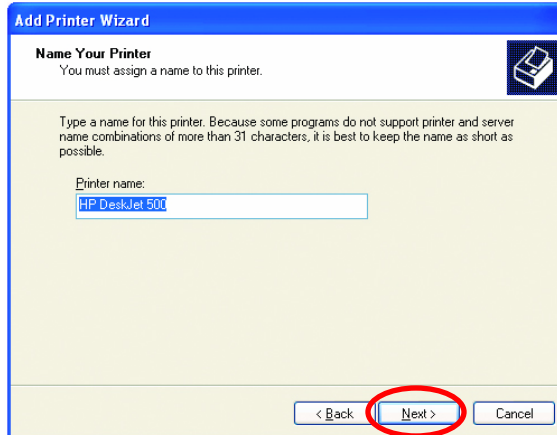 Add Printer Wizard
Name Your Printer
You must assign a name to this printer.
Type a name for this printer. Because some programs do not support printer and server
name combinations of more than 31 characters, it is best to keep the name as short as
possible.
Printer name:
HP DeskJet 500
< Back
Next >
Cancel